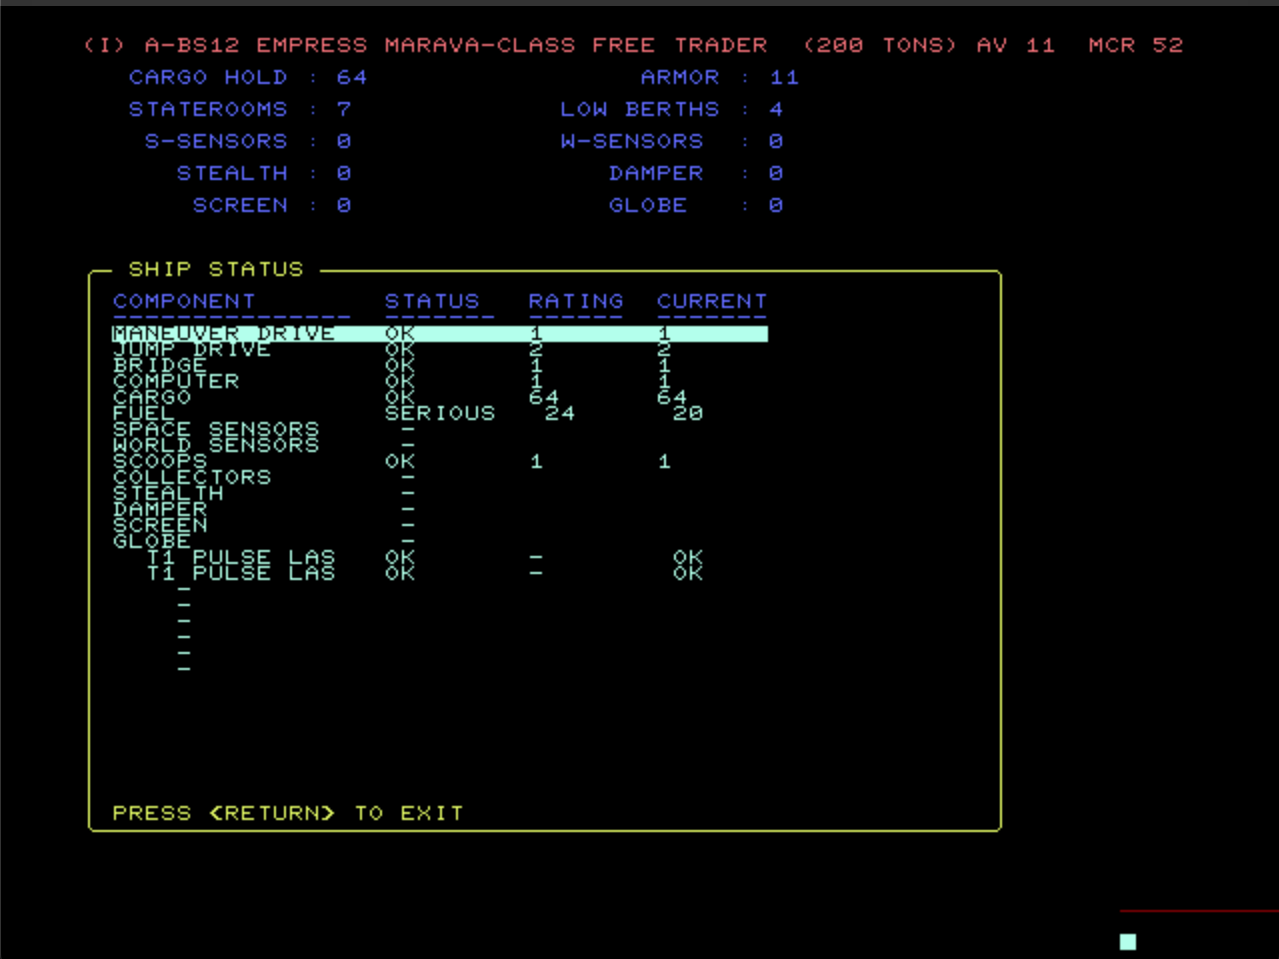 (I) A-BS12 EMPRESS MARAVA-CLASS FREE TRADER (200 TONS) AV 11 MCR 52
CARGO HOLD : 64 ARMOR : 11
STATEROOMS : 7 LOW BERTHS : 4
S-SENSORS : 0 W-SENSORS : 0
STEALTH : 0 DAMPER : 0
SCREEN : 0 GLOBE : 0
SHIP STATUS
COMPONENT STATUS RATING CURRENT
--------------- ------- ------ -------
MANEUVER DRIVE OK 1 1
JUMP DRIVE OK 2 2
BRIDGE OK 1 1
COMPUTER OK 1 1
CARGO OK 64 64
FUEL SERIOUS 24 20
SPACE SENSORS -
WORLD SENSORS -
SCOOPS OK 1 1
COLLECTORS -
STEALTH -
DAMPER -
SCREEN -
GLOBE -
T1 PULSE LAS OK - OK
T1 PULSE LAS OK - OK
-
-
-
-
-
-
PRESS <RETURN> TO EXIT